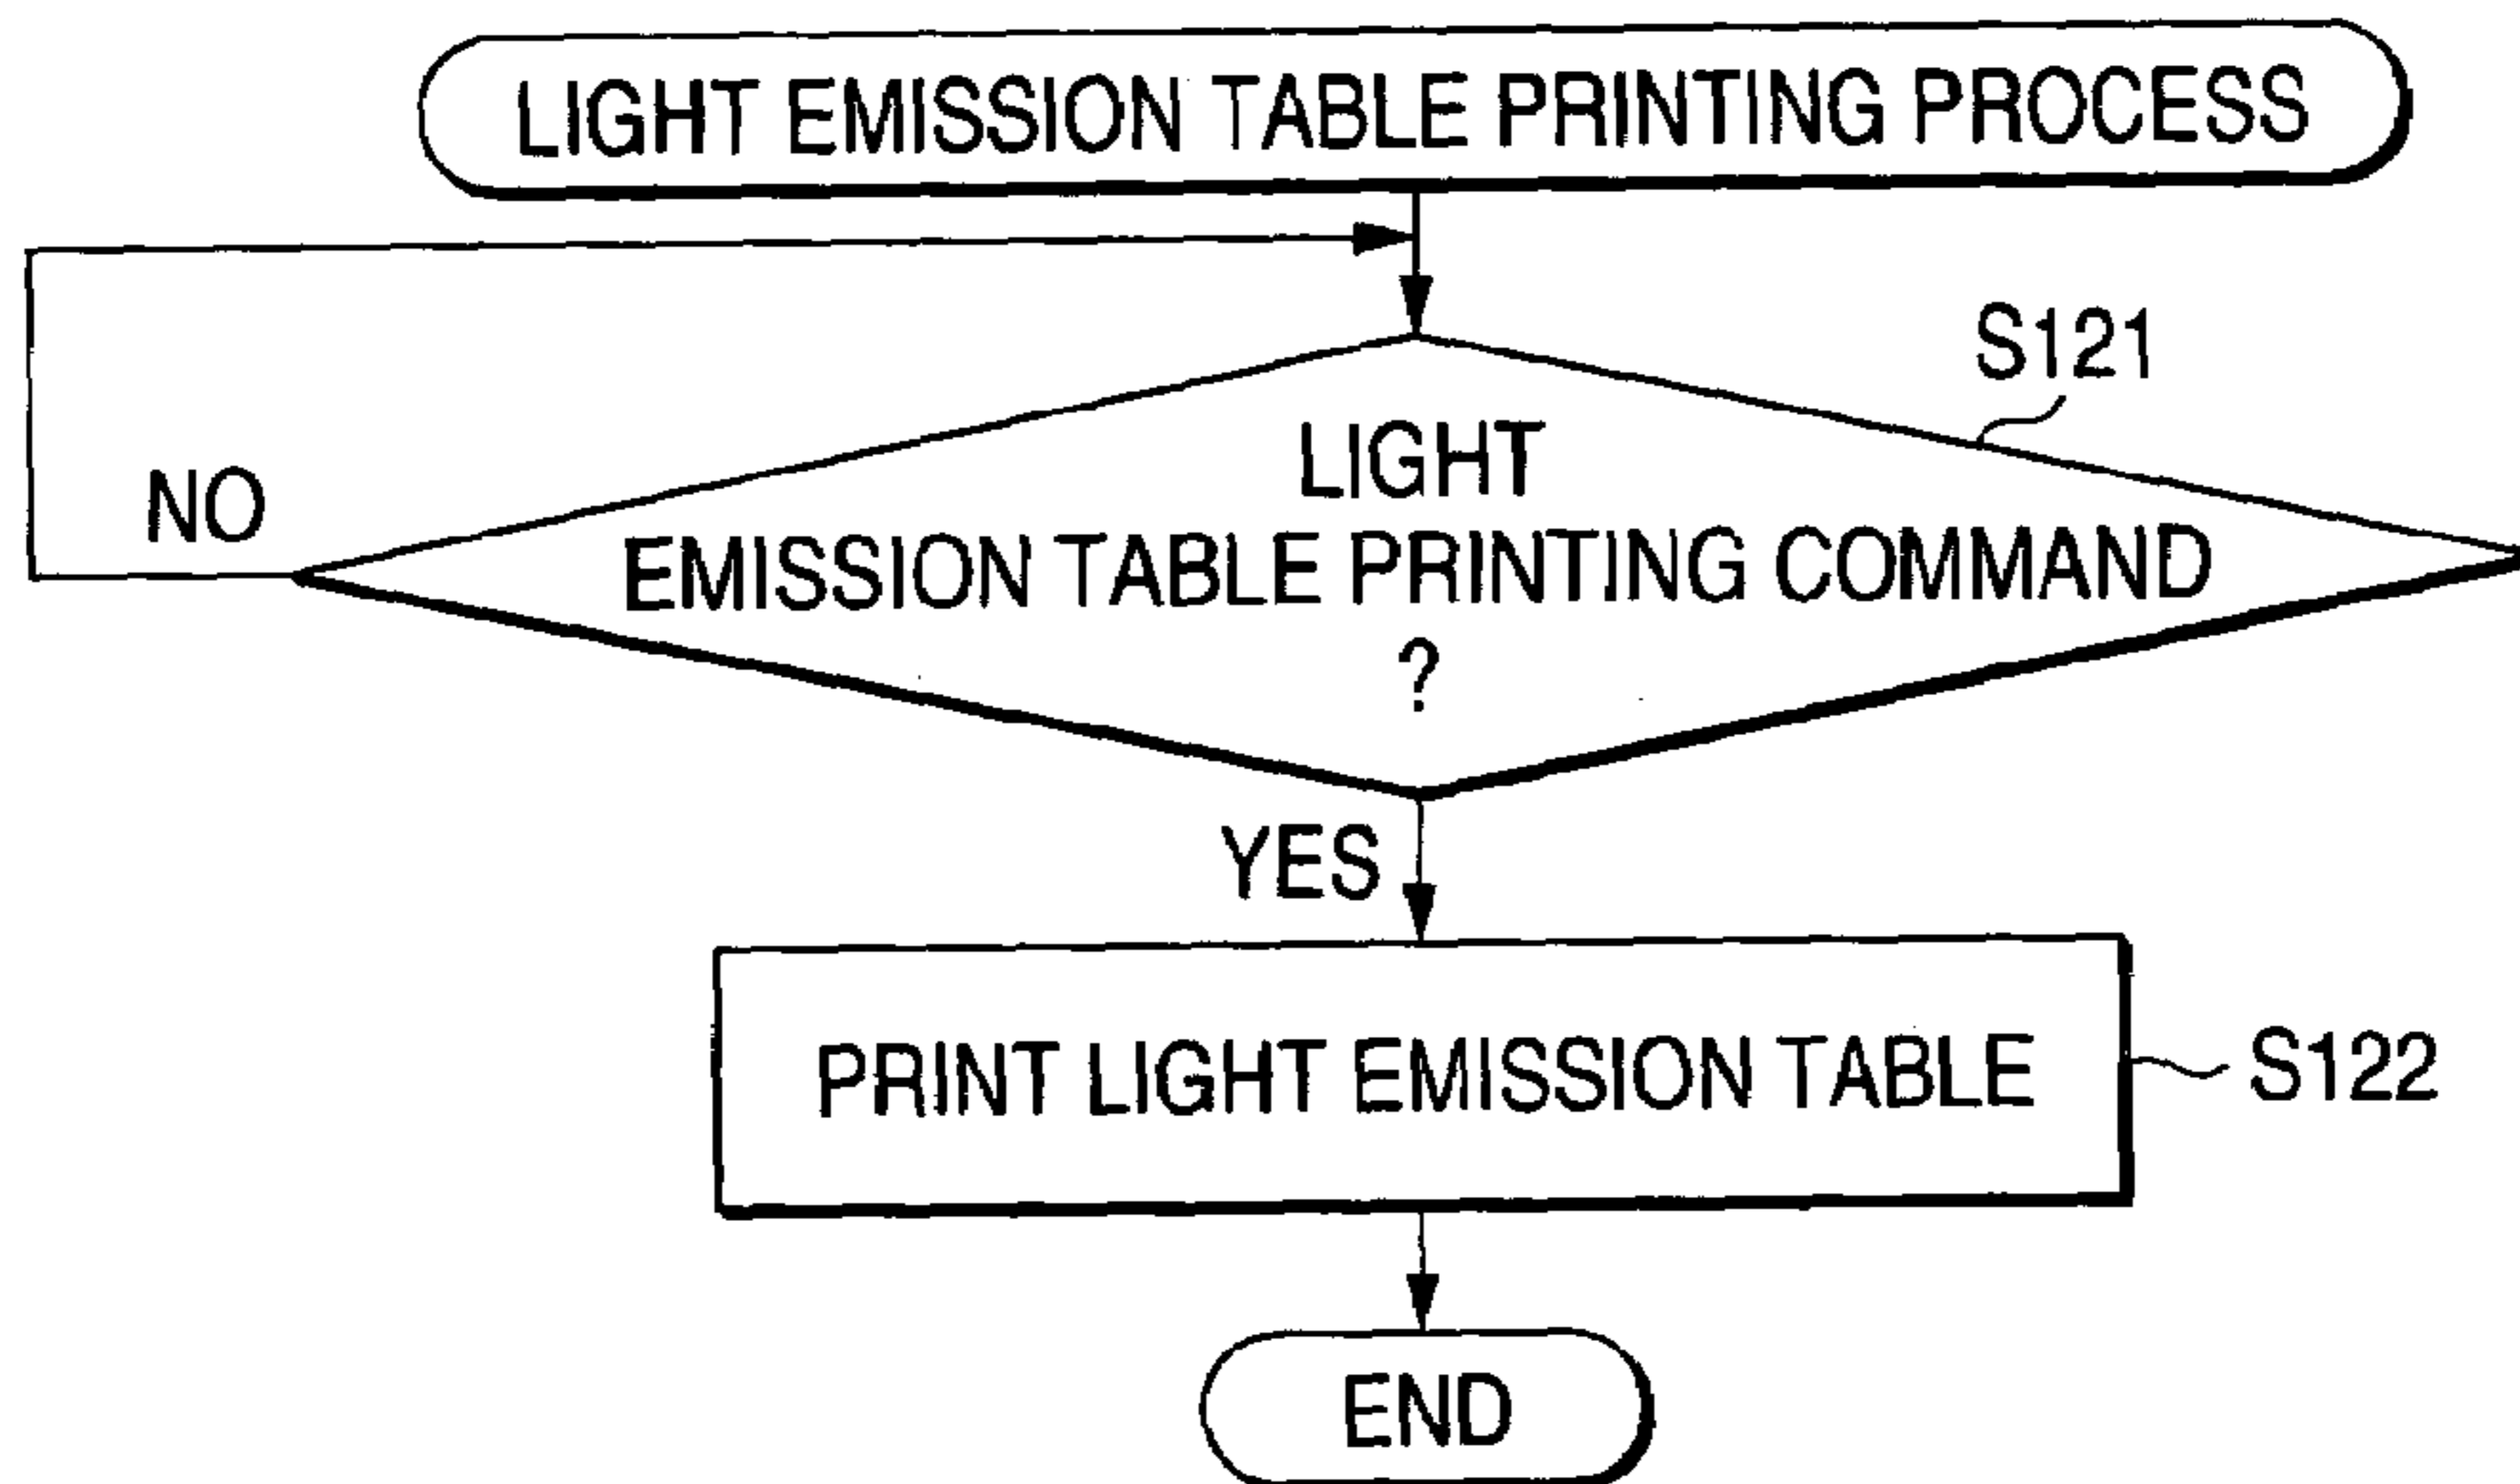 LIGHT EMISSION TABLE PRINTING PROCESS
S121
LIGHT
NO
EMISSION TABLE PRINTING COMMAND
?
YES
PRINT LIGHT EMISSION TABLE
S122
END